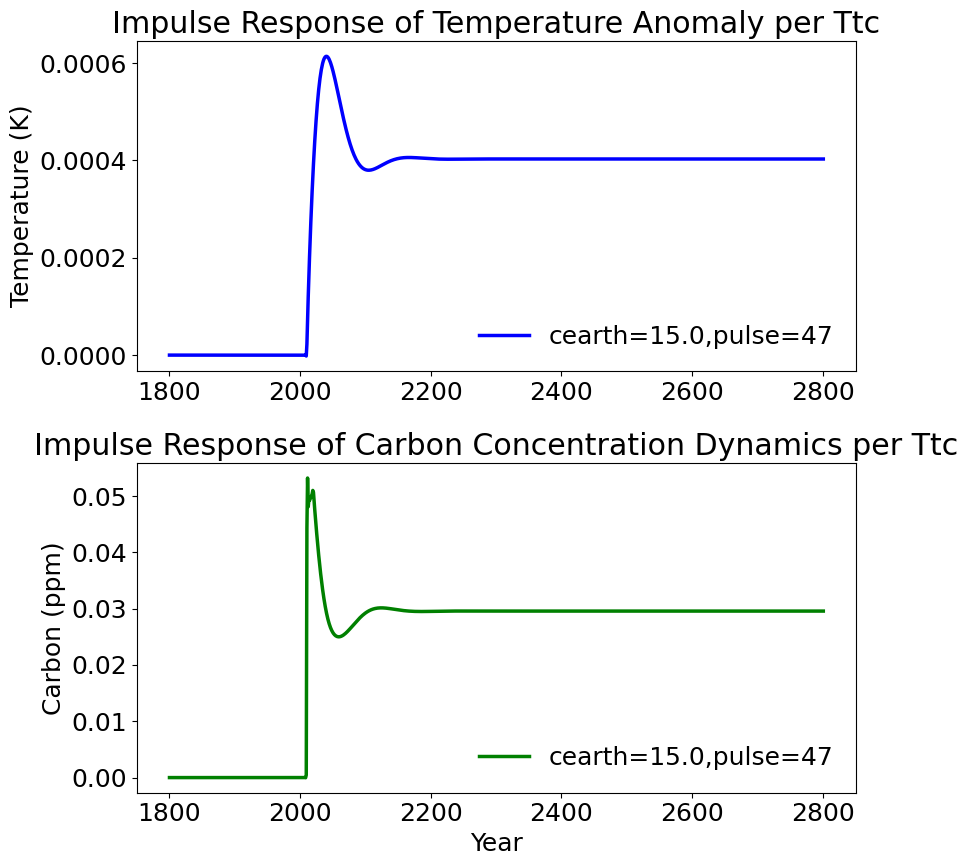 Impulse Response of Temperature Anomaly per Ttc
Temperature (K)
0.0006
0.0004
0.0002
0.0000
cearth=15.0,pulse=47
1800 2000 2200 2400 2600 2800
Impulse Response of Carbon Concentration Dynamics per Ttc
Carbon (ppm)
0.05
0.04
0.03
0.02
0.01
0.00
cearth=15.0,pulse=47
1800 2000 2200 2400 2600 2800
Year